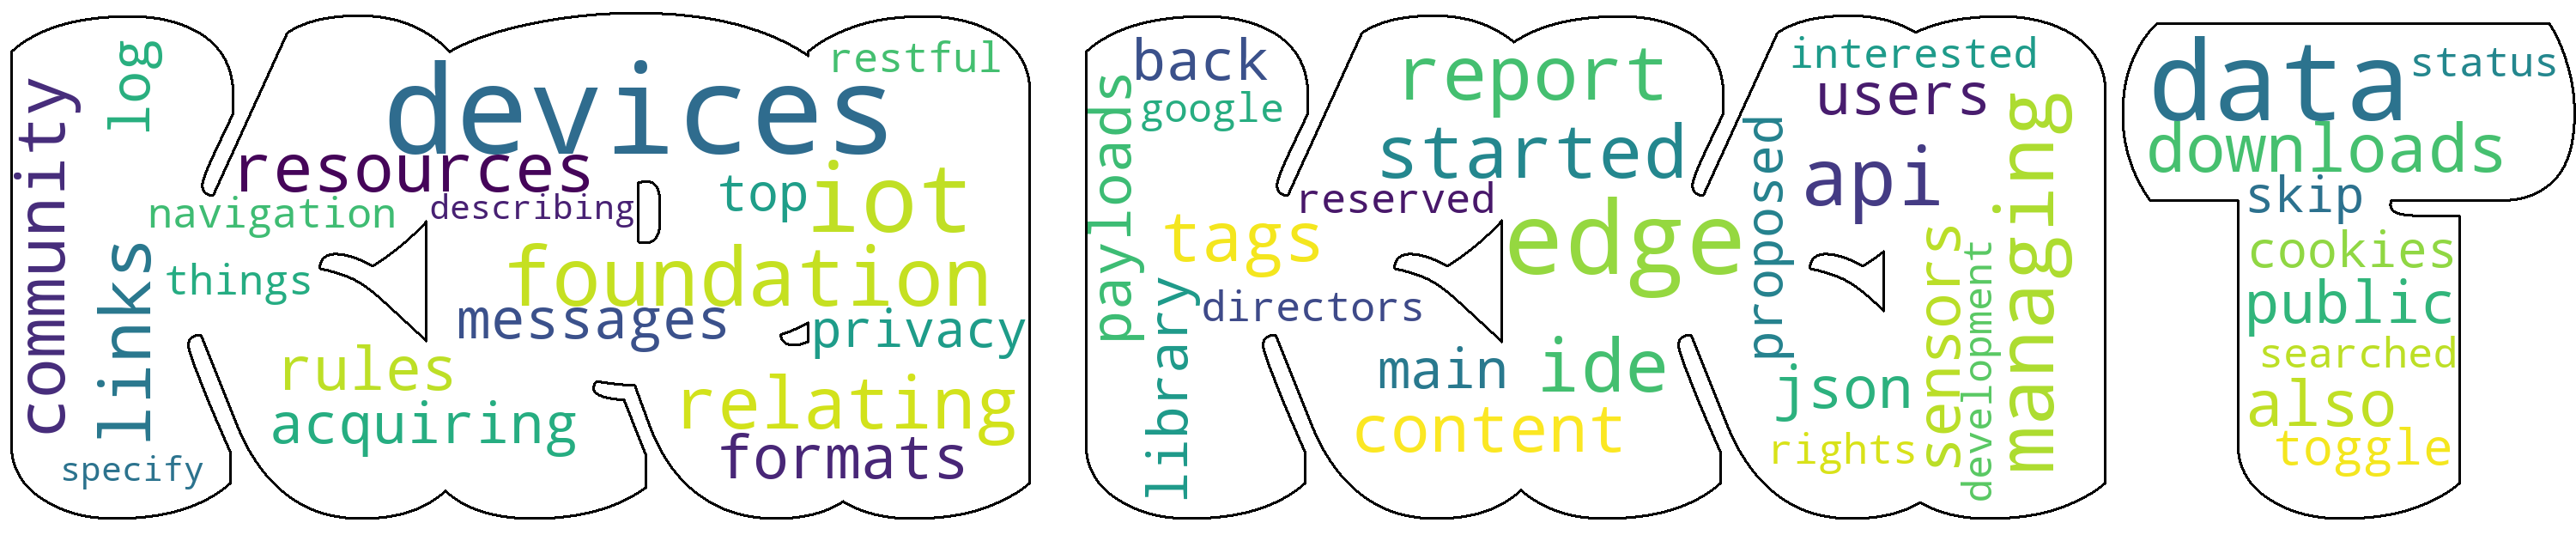 community
log
links
specify
navigation
things
resources
devices
restful
describing
top
iot
foundation
messages
privacy
rules
acquiring
relating
formats
payloads
back
google
tags
library
directors
reserved
report
started
edge
main
ide
content
interested
users
proposed
api
managing
sensors
development
json
rights
data
status
downloads
skip
cookies
public
searched
also
toggle